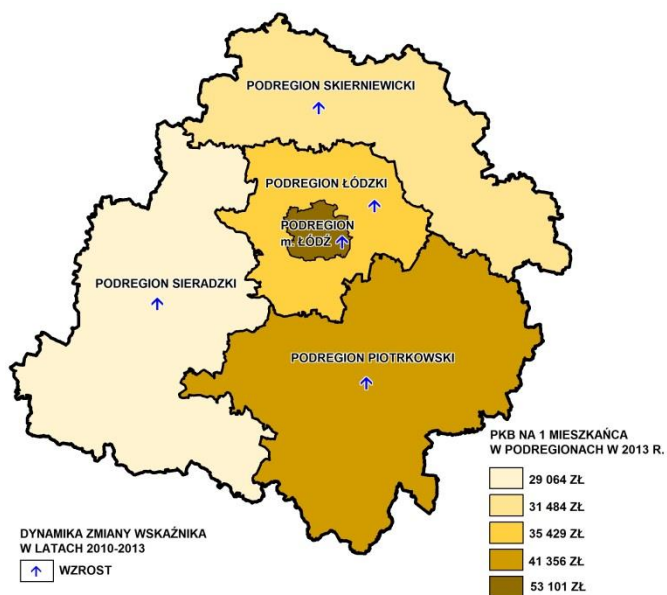 PODREGION SKIERNIEWICKI
PODREGION ŁÓDZKI
PODREGION
m. ŁÓDŹ
PODREGION SIERADZKI
PODREGION PIOTRKOWSKI
PKB NA 1 MIESZKAŃCA
W PODREGIONACH W 2013 R.
29 064 ZŁ
31 484 ZŁ
35 429 ZŁ
41 356 ZŁ
53 101 ZŁ
DYNAMIKA ZMIANY WSKAŹNIKA
W LATACH 2010-2013
WZROST